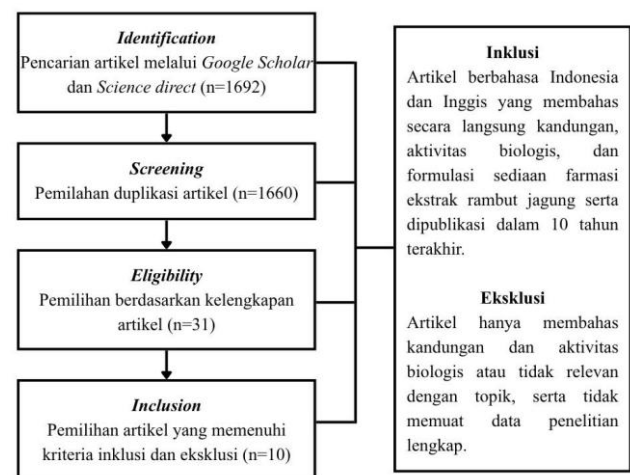 Identification
Pencarian artikel melalui Google Scholar
dan Science direct (n=1692)
Screening
Pemilahan duplikasi artikel (n=1660)
Eligibility
Pemilihan berdasarkan kelengkapan
artikel (n=31)
Inclusion
Pemilihan artikel yang memenuhi
kriteria inklusi dan eksklusi (n=10)
Inklusi
Artikel berbahasa Indonesia
dan Inggis yang membahas
secara langsung kandungan,
aktivitas biologis, dan
formulasi sediaan farmasi
ekstrak rambut jagung serta
dipublikasi dalam 10 tahun
terakhir.
Eksklusi
Artikel hanya membahas
kandungan dan aktivitas
biologis atau tidak relevan
dengan topik, serta tidak
memuat data penelitian
lengkap.